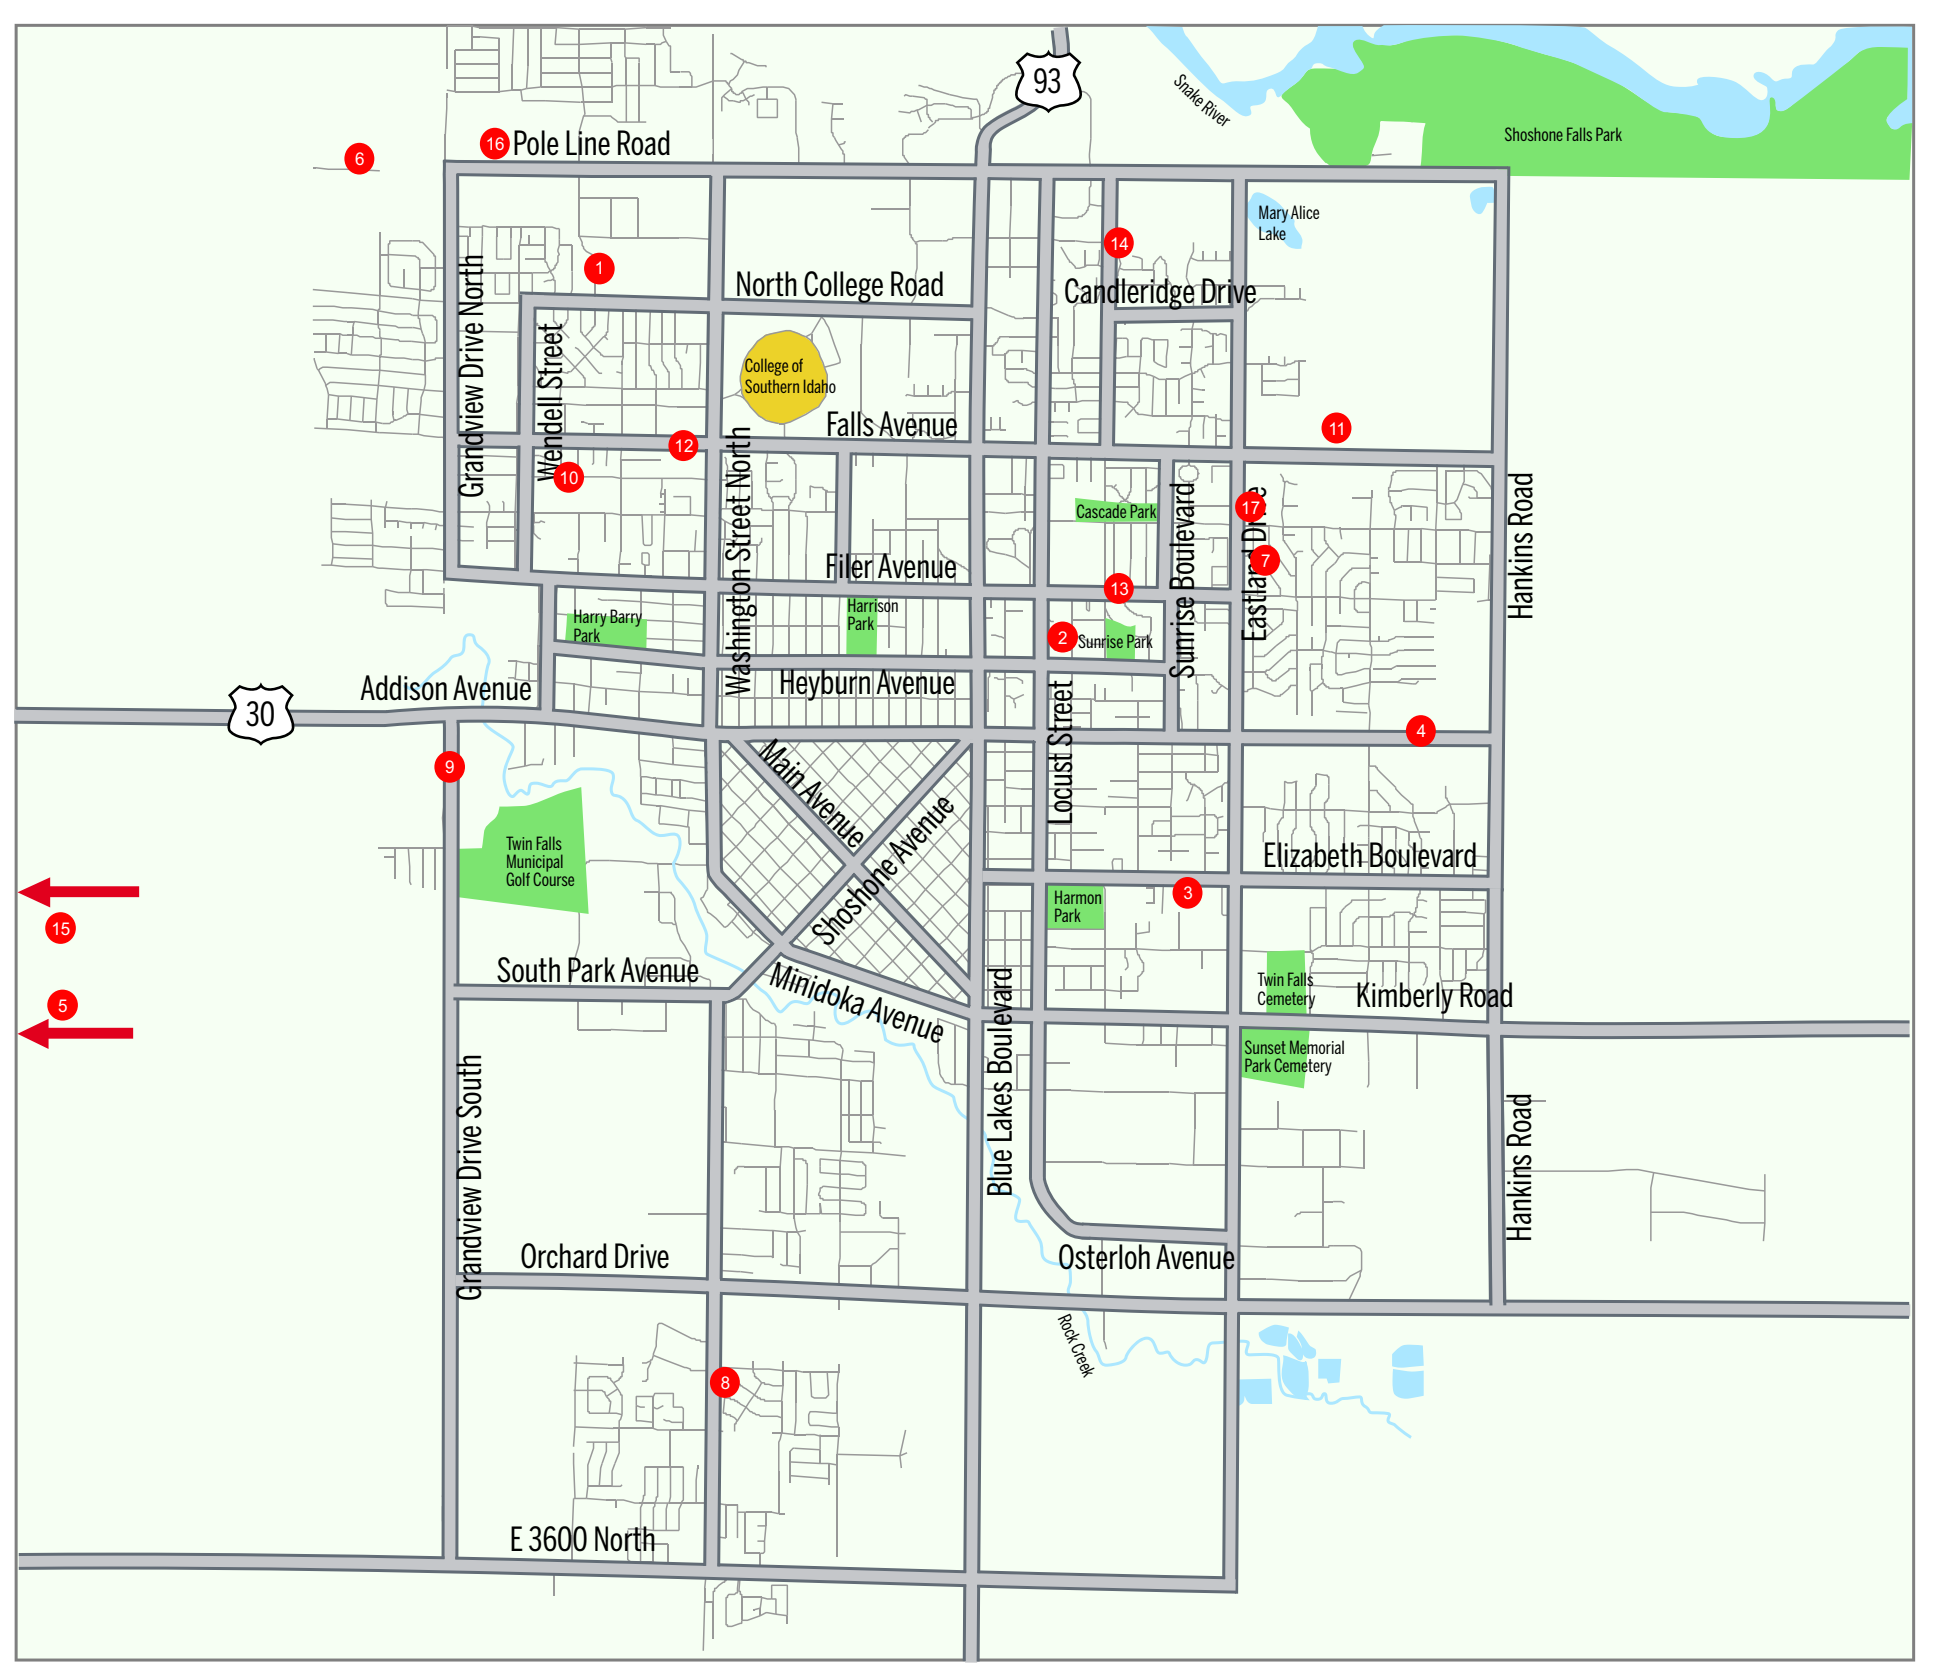 93
Snake River
Shoshone Falls Park
16
Pole Line Road
6
Mary Alice
Lake
14
1
North College Road
Candleridge Drive
Grandview Drive North
Wendell Street
College of
Southern Idaho
Falls Avenue
11
12
10
Washington Street North
Cascade Park
Sunrise Boulevard
17
Eastland Drive
7
Hankins Road
Filer Avenue
13
Harry Barry
Park
Harrison
Park
2
Sunrise Park
Addison Avenue
Heyburn Avenue
30
Locust Street
4
9
Main Avenue
Shoshone Avenue
Twin Falls
Municipal
Golf Course
Elizabeth Boulevard
3
Harmon
Park
15
South Park Avenue
Minidoka Avenue
Blue Lakes Boulevard
Twin Falls
Cemetery
Kimberly Road
5
Sunset Memorial
Park Cemetery
Grandview Drive South
Hankins Road
Orchard Drive
Osterloh Avenue
Rock Creek
8
E 3600 North